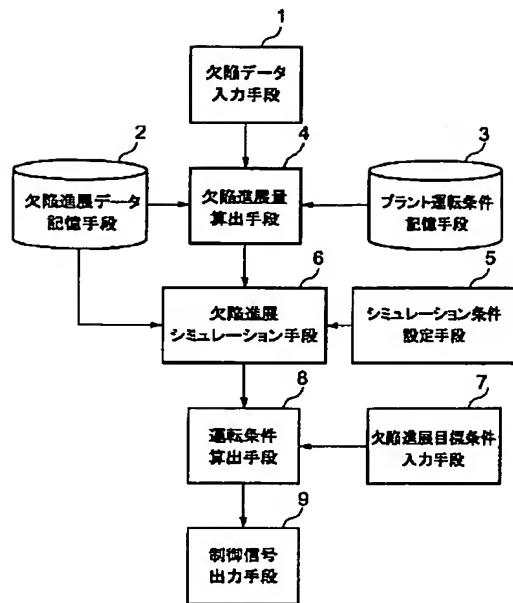 1
欠陥データ
入力手段
2
4
3
欠陥進展データ
記憶手段
欠陥進展量
算出手段
プラント運転条件
記憶手段
6
5
欠陥進展
シミュレーション手段
シミュレーション条件
設定手段
8
7
運転条件
算出手段
欠陥進展目標条件
入力手段
9
制御信号
出力手段